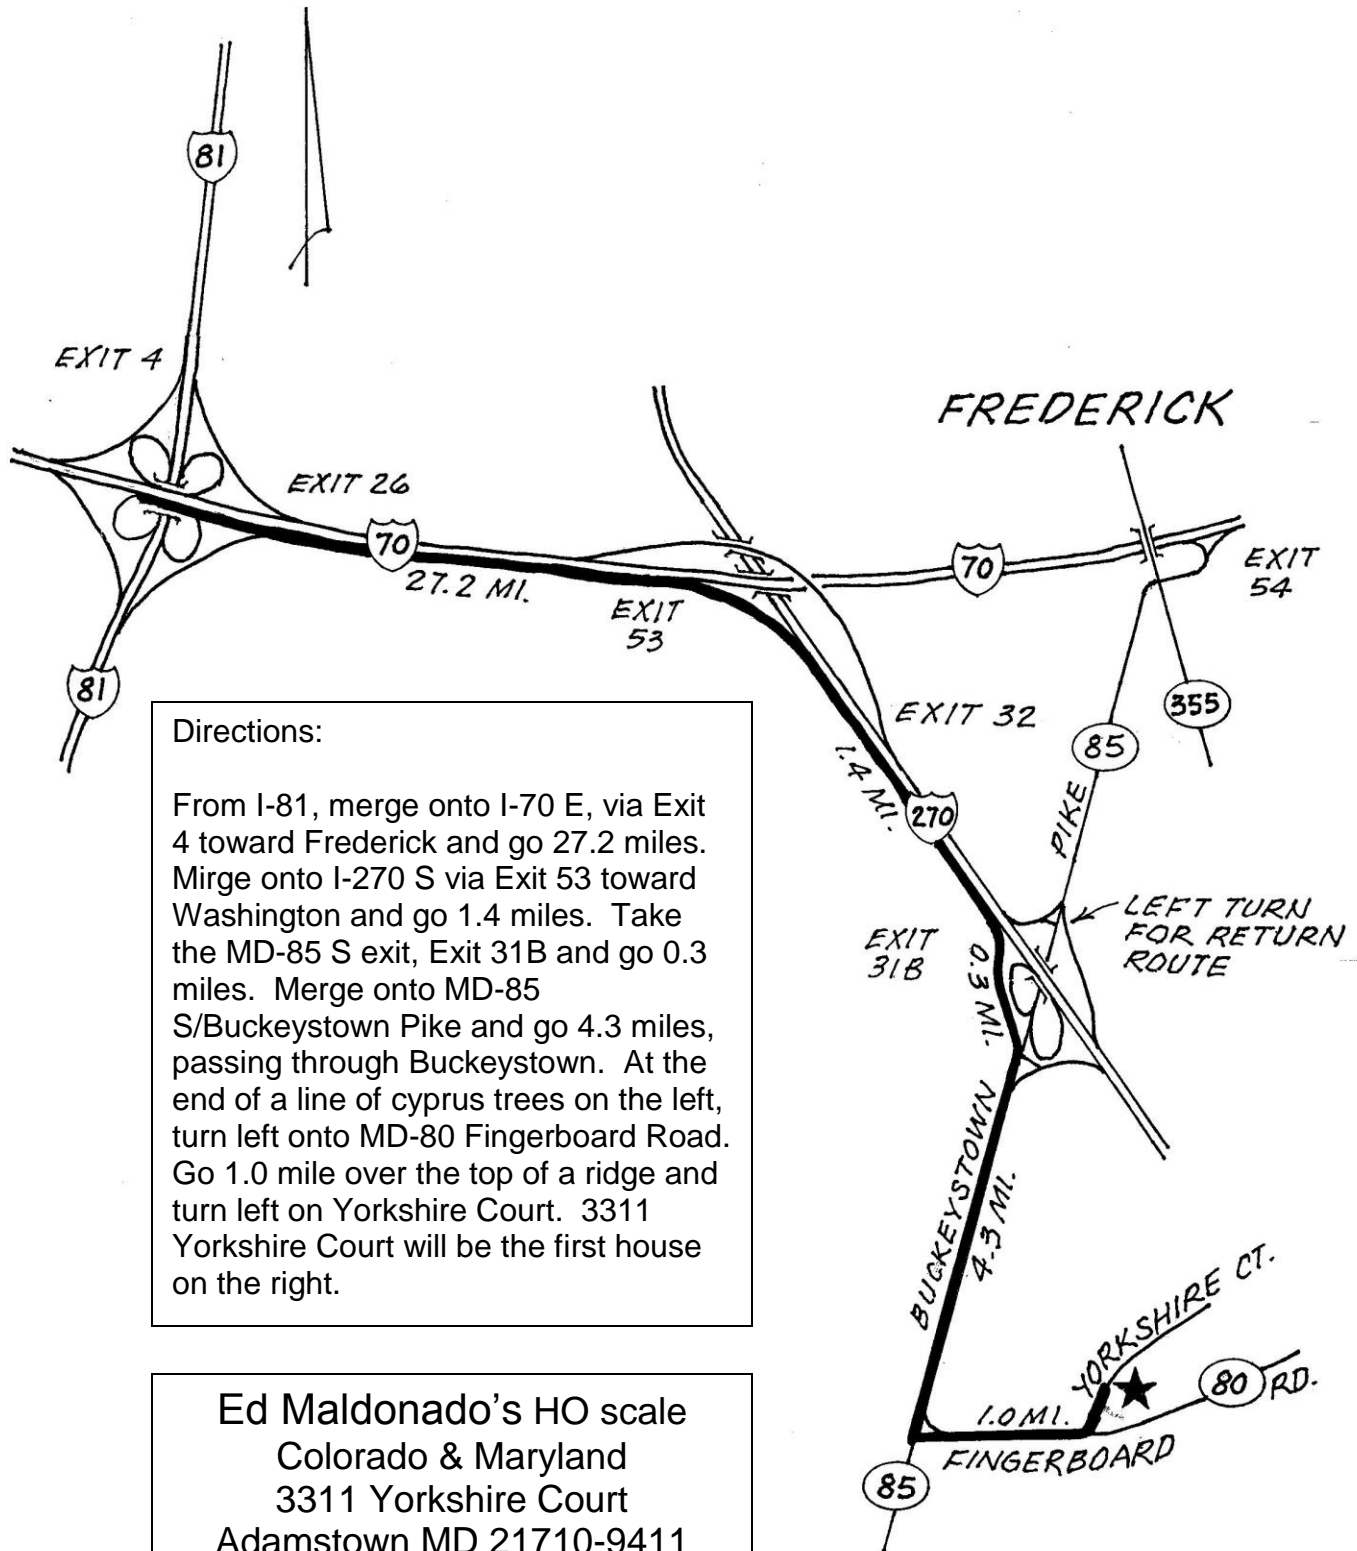 81
EXIT 4
FREDERICK
EXIT 26
70
27.2 MI.
EXIT
53
70
EXIT
54
81
EXIT 32
355
85
PIKE
1.4 MI.
270
LEFT TURN
FOR RETURN
ROUTE
EXIT
31B
0.3 MI.
Directions:
From I-81, merge onto I-70 E, via Exit
4 toward Frederick and go 27.2 miles.
Mirge onto I-270 S via Exit 53 toward
Washington and go 1.4 miles.  Take
the MD-85 S exit, Exit 31B and go 0.3
miles.  Merge onto MD-85
S/Buckeystown Pike and go 4.3 miles,
passing through Buckeystown.  At the
end of a line of cyprus trees on the left,
turn left onto MD-80 Fingerboard Road.
Go 1.0 mile over the top of a ridge and
turn left on Yorkshire Court.  3311
Yorkshire Court will be the first house
on the right.
BUCKEYSTOWN
4.3 MI.
YORKSHIRE CT.
80 RD.
1.0 MI.
FINGERBOARD
85
Ed Maldonado's HO scale
Colorado & Maryland
3311 Yorkshire Court
Adamstown MD 21710-9411